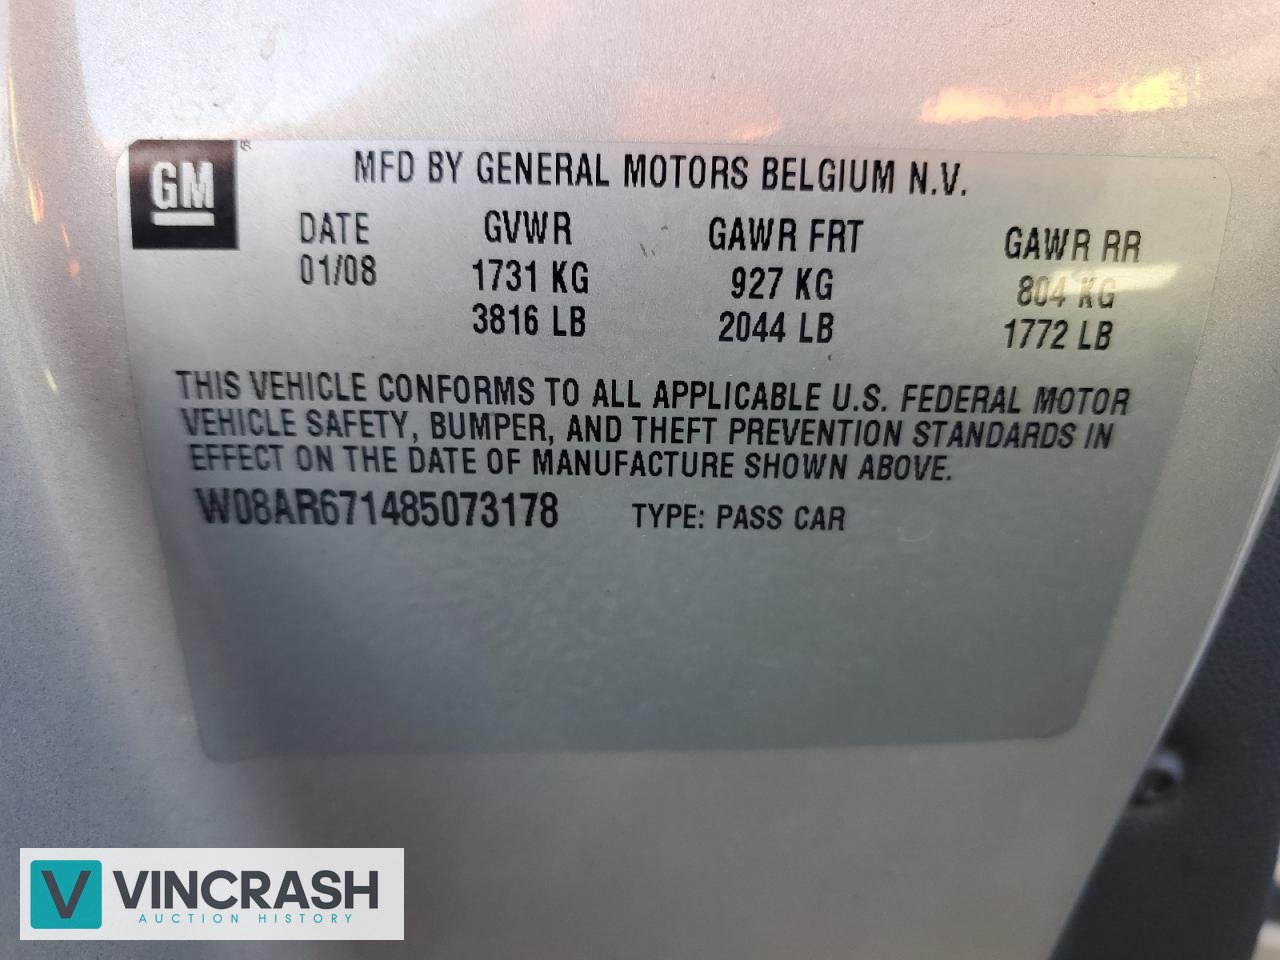 GM
®
MFD BY GENERAL MOTORS BELGIUM N.V.
DATE GVWR GAWR FRT GAWR RR
01/08 1731 KG 927 KG 804 KG
3816 LB 2044 LB 1772 LB
THIS VEHICLE CONFORMS TO ALL APPLICABLE U.S. FEDERAL MOTOR
VEHICLE SAFETY, BUMPER, AND THEFT PREVENTION STANDARDS IN
EFFECT ON THE DATE OF MANUFACTURE SHOWN ABOVE.
W08AR671485073178 TYPE: PASS CAR
V VINCRASH
AUCTION HISTORY